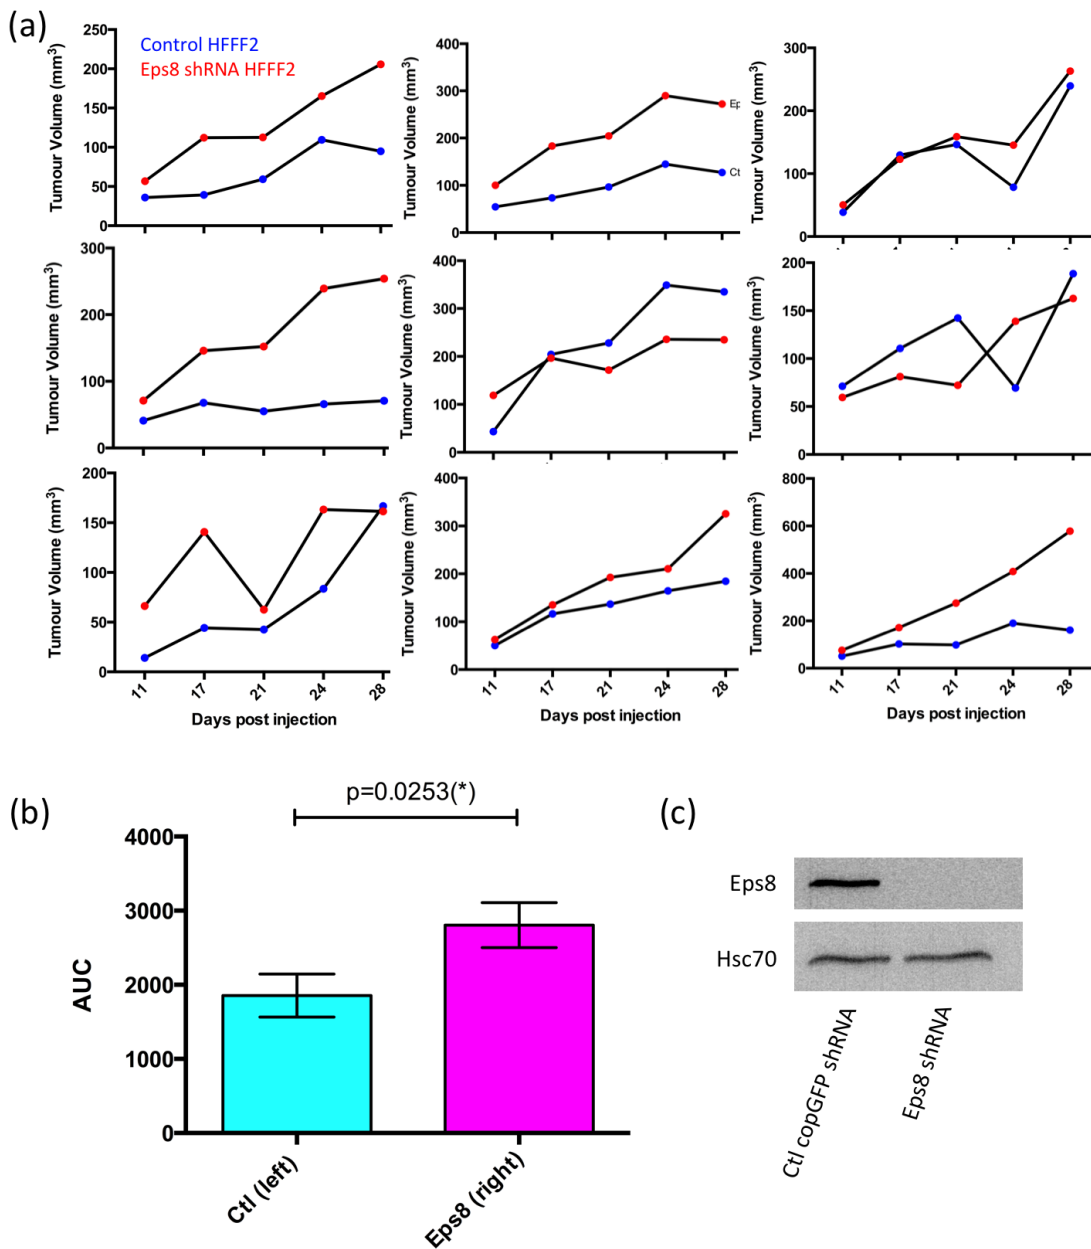 (a)
Control HFFF2
Eps8 shRNA HFFF2
Tumour Volume (mm3)
250
200
150
100
50
0
Tumour Volume (mm3)
400
300
200
100
0
Ep
Ct
Tumour Volume (mm3)
300
200
100
0
Tumour Volume (mm3)
300
200
100
0
Tumour Volume (mm3)
400
300
200
100
0
Tumour Volume (mm3)
200
150
100
50
0
Tumour Volume (mm3)
200
150
100
50
0
11 17 21 24 28
Days post injection
Tumour Volume (mm3)
400
300
200
100
0
11 17 21 24 28
Days post injection
Tumour Volume (mm3)
800
600
400
200
0
11 17 21 24 28
Days post injection
(b)
p=0.0253(*)
AUC
4000
3000
2000
1000
0
Ctl (left)
Eps8 (right)
(c)
Eps8
Hsc70
Ctl copGFP shRNA
Eps8 shRNA